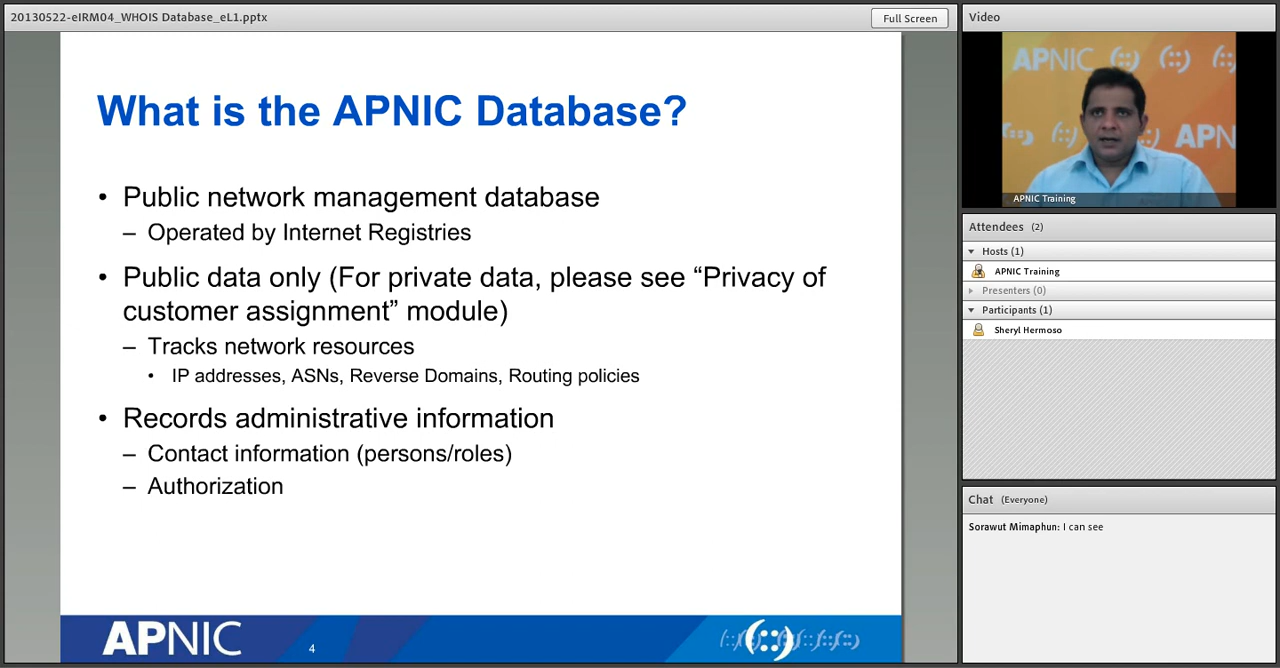 20130522-eIRM04_WHOIS Database_eL1.pptx
Full Screen
What is the APNIC Database?
• Public network management database
– Operated by Internet Registries
• Public data only (For private data, please see “Privacy of
customer assignment” module)
– Tracks network resources
• IP addresses, ASNs, Reverse Domains, Routing policies
• Records administrative information
– Contact information (persons/roles)
– Authorization
APNIC
4
(::)
Video
APNIC
APN
APNIC Training
Attendees (2)
Hosts (1)
APNIC Training
Presenters (0)
Participants (1)
Sheryl Hermoso
Chat (Everyone)
Sorawut Mimaphun: I can see